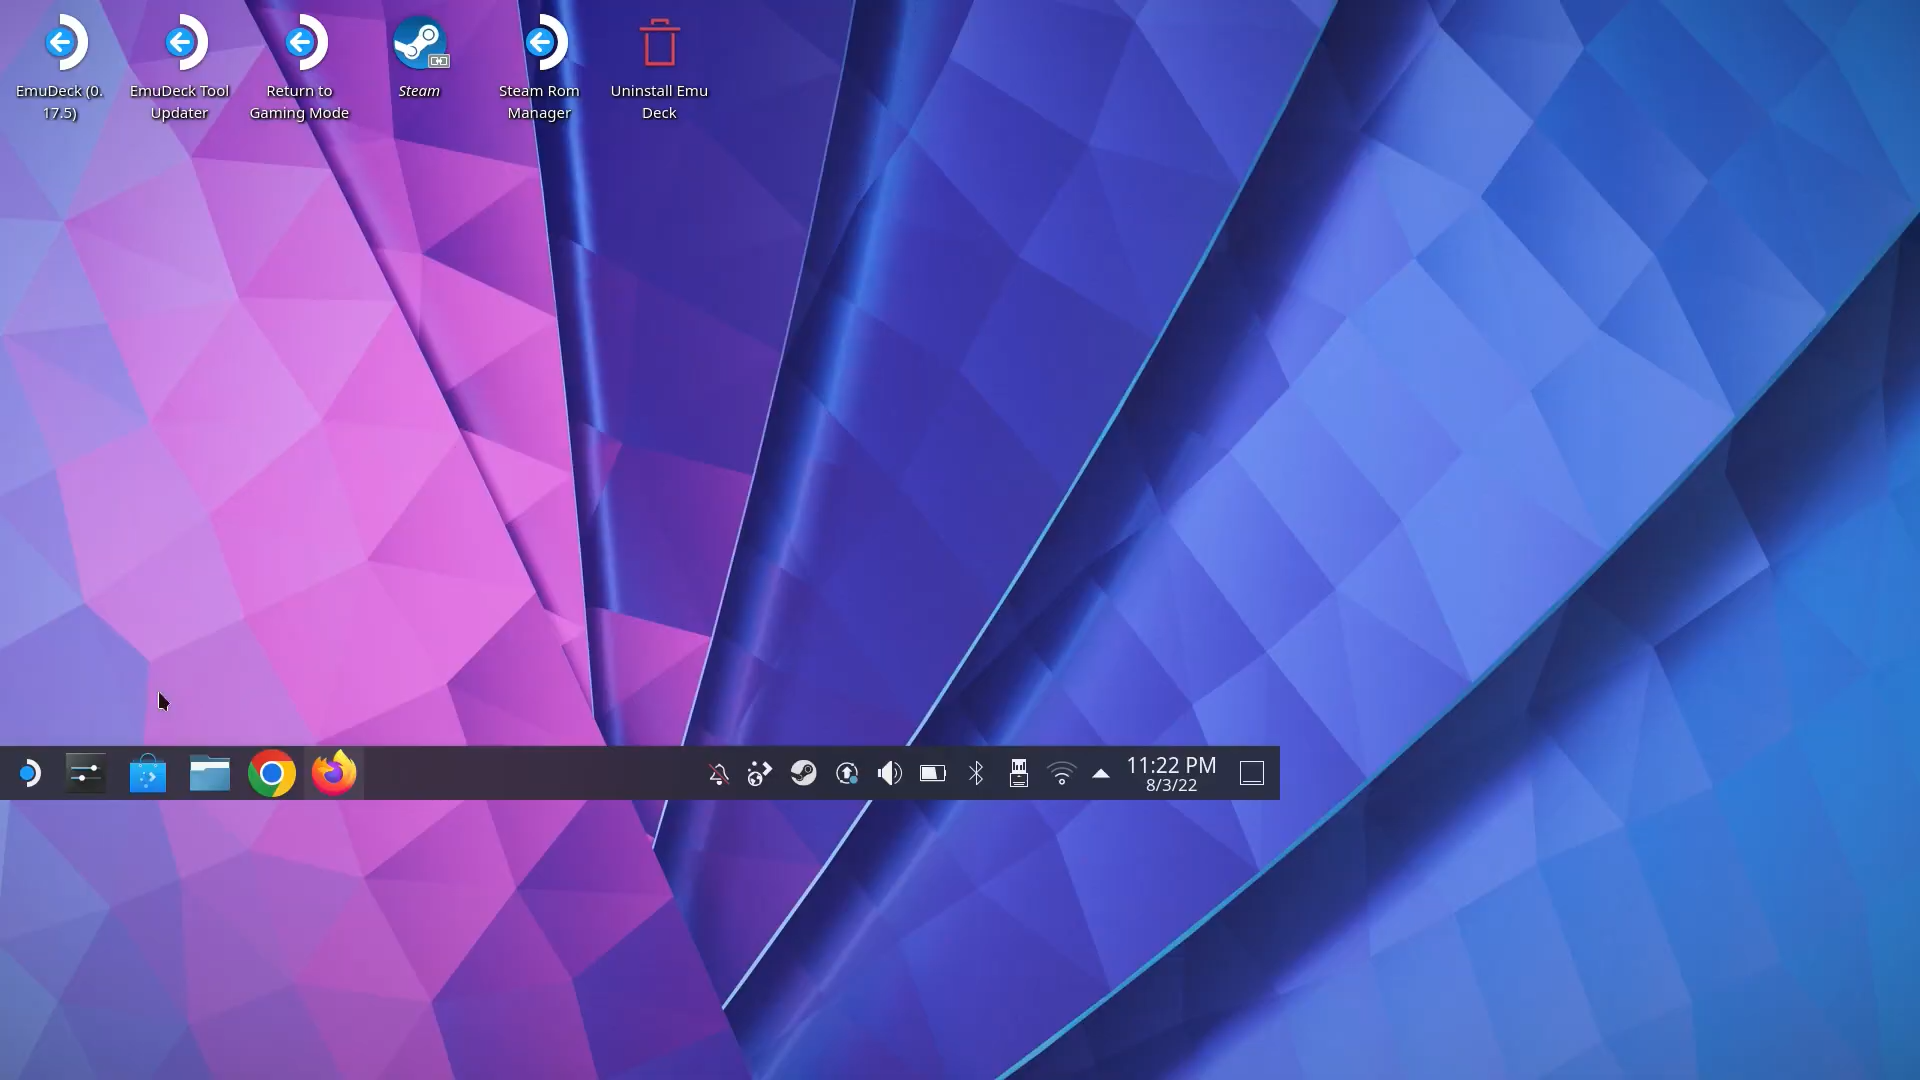 EmuDeck (0.
17.5)
EmuDeck Tool
Updater
Return to
Gaming Mode
Steam
Steam Rom
Manager
Uninstall Emu
Deck
11:22 PM
8/3/22